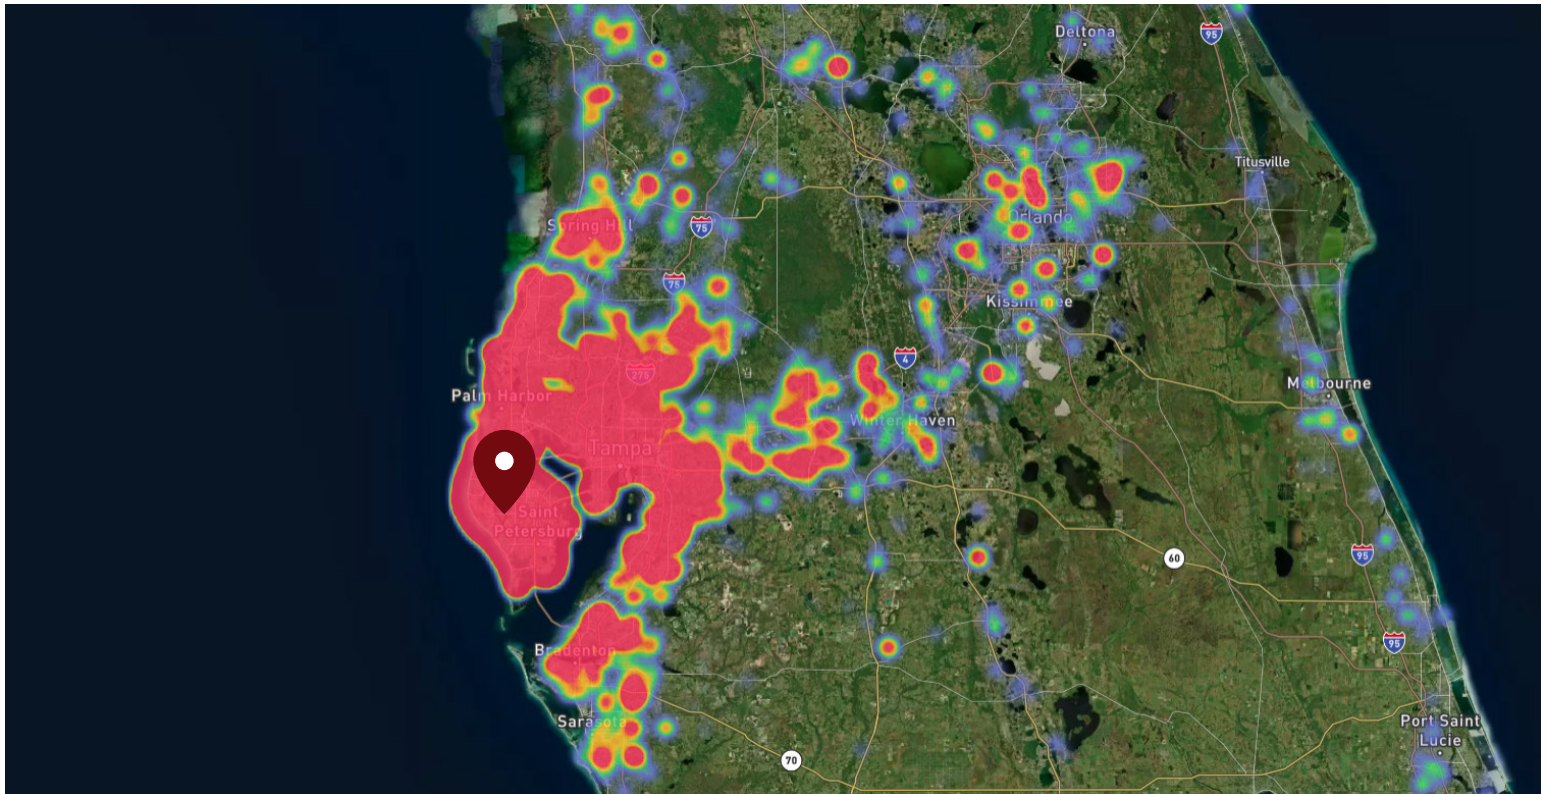 Deltona
95
Titusville
Spring Hill
75
Orlando
75
Kissimmee
4
275
Melbourne
Palm Harbor
Winter Haven
Tampa
Saint
Petersburg
60
95
95
Bradenton
Sarasota
Port Saint
Lucie
70